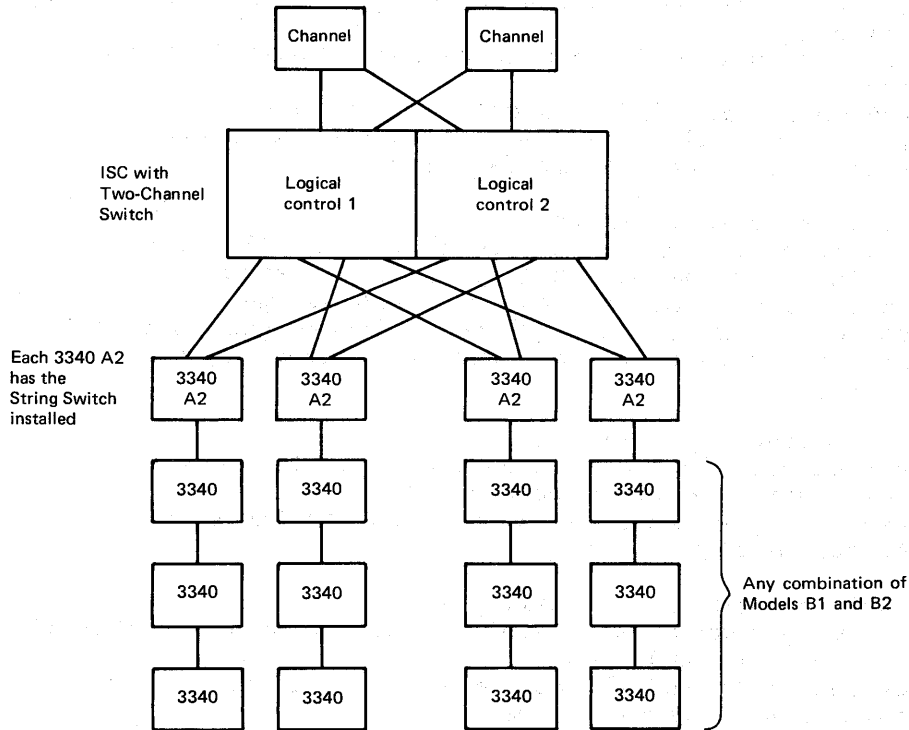 Channel
Channel
ISC with
Two-Channel
Switch
Logical
control 1
Logical
control 2
Each 3340 A2
has the
String Switch
installed
3340
A2
3340
A2
3340
A2
3340
A2
3340
3340
3340
3340
3340
3340
3340
3340
Any combination of
Models B1 and B2
3340
3340
3340
3340